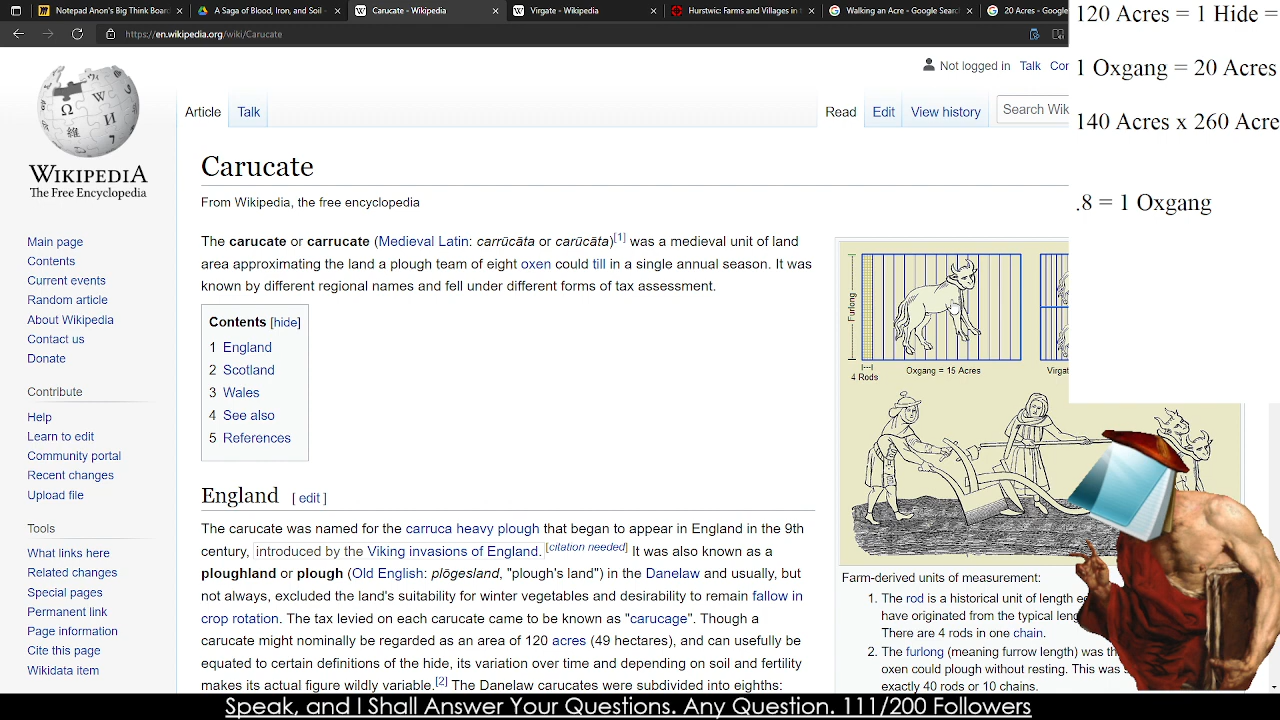 Notepad Anon's Big Think Board
A Saga of Blood, Iron, and Soil -
Carucate - Wikipedia
Virgate - Wikipedia
Hurstwic: Farms and Villages in t
Walking an Acre - Google Search
20 Acres - Google
https://en.wikipedia.org/wiki/Carucate
120 Acres = 1 Hide =
1 Oxgang = 20 Acres
140 Acres x 260 Acre
.8 = 1 Oxgang
WIKIPEDIA
The Free Encyclopedia
Main page
Contents
Current events
Random article
About Wikipedia
Contact us
Donate
Contribute
Help
Learn to edit
Community portal
Recent changes
Upload file
Tools
What links here
Related changes
Special pages
Permanent link
Page information
Cite this page
Wikidata item
Not logged in Talk Cor
Article Talk
Read Edit View history
Search Wik
Carucate
From Wikipedia, the free encyclopedia
The carucate or carrucate (Medieval Latin: carrūcāta or carūcāta)[1] was a medieval unit of land
area approximating the land a plough team of eight oxen could till in a single annual season. It was
known by different regional names and fell under different forms of tax assessment.
Contents [hide]
1 England
2 Scotland
3 Wales
4 See also
5 References
England [ edit ]
The carucate was named for the carruca heavy plough that began to appear in England in the 9th
century, introduced by the Viking invasions of England.[citation needed] It was also known as a
ploughland or plough (Old English: plōgesland, "plough's land") in the Danelaw and usually, but
not always, excluded the land's suitability for winter vegetables and desirability to remain fallow in
crop rotation. The tax levied on each carucate came to be known as "carucage". Though a
carucate might nominally be regarded as an area of 120 acres (49 hectares), and can usefully be
equated to certain definitions of the hide, its variation over time and depending on soil and fertility
makes its actual figure wildly variable.[2] The Danelaw carucates were subdivided into eighths:
Furlong
4 Rods
Oxgang = 15 Acres
Virgat
Farm-derived units of measurement:
1. The rod is a historical unit of length
have originated from the typical
There are 4 rods in one chain.
2. The furlong (meaning furrow length) was
oxen could plough without resting. This was
exactly 40 rods or 10 chains.
Speak, and I Shall Answer Your Questions. Any Question. 111/200 Followers